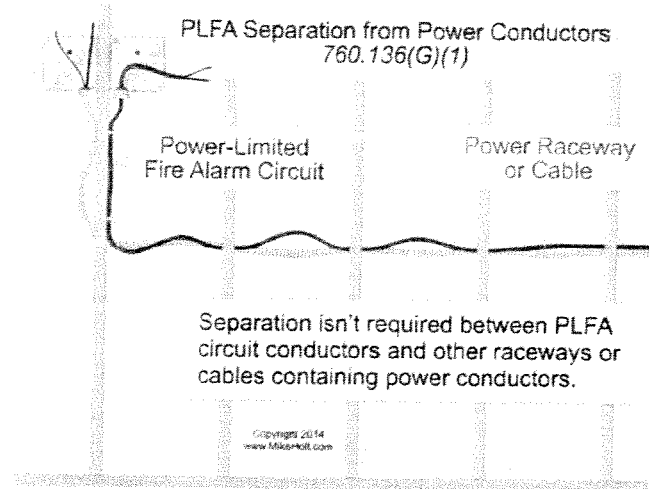 PLFA Separation from Power Conductors
760.136(G)(1)
Power-Limited
Fire Alarm Circuit
Power Raceway
or Cable
Separation isn't required between PLFA
circuit conductors and other raceways or
cables containing power conductors.
Copyright 2014
www.MikeHolt.com